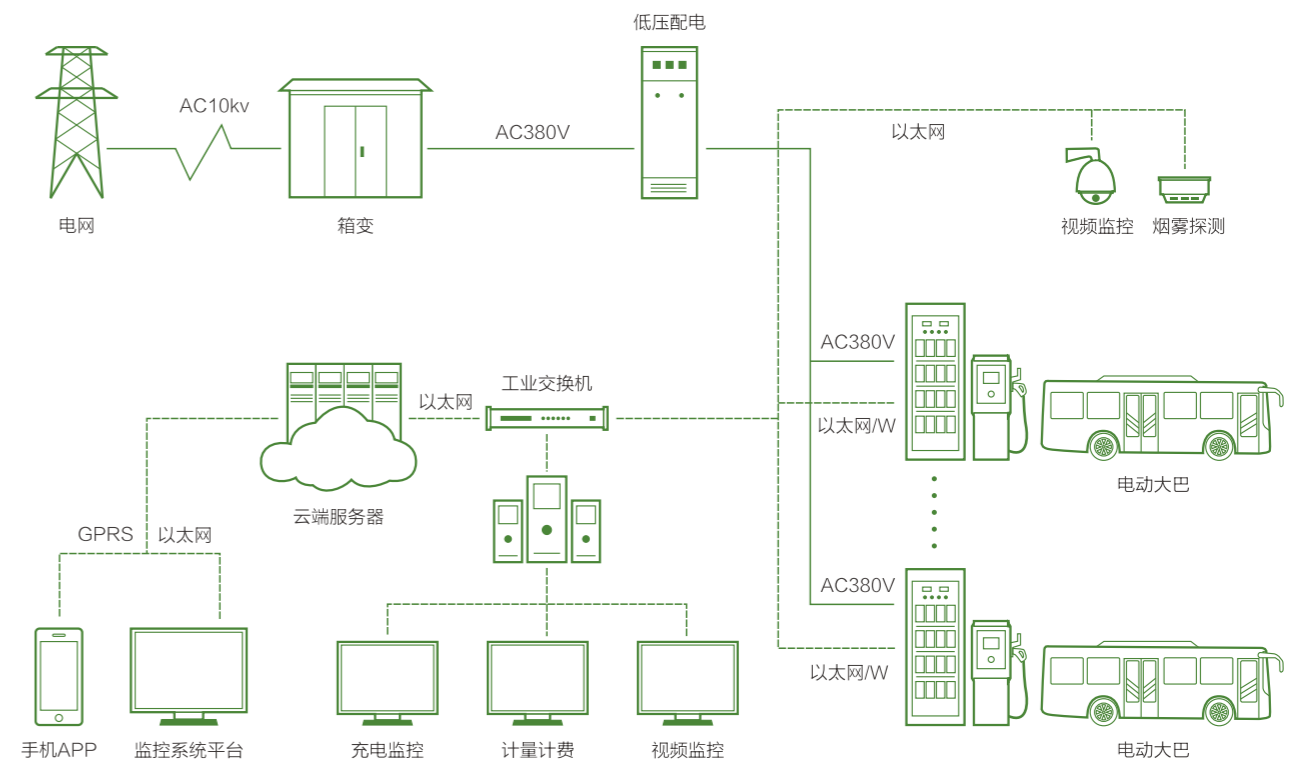 低压配电
AC10kv
AC380V
以太网
电网
箱变
视频监控
烟雾探测
AC380V
工业交换机
以太网
以太网/W
电动大巴
云端服务器
GPRS
以太网
AC380V
以太网/W
手机APP
监控系统平台
充电监控
计量计费
视频监控
电动大巴